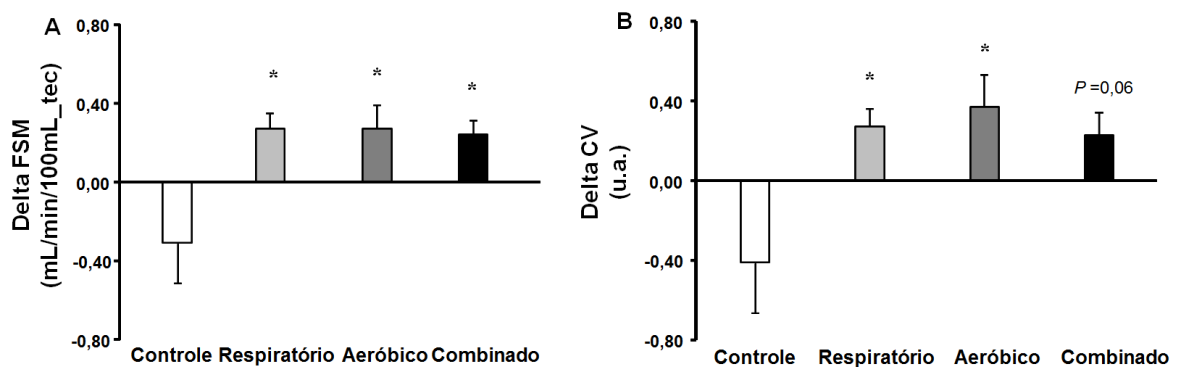 A
Delta FSM
(mL/min/100mL_tec)
0,80
0,40
0,00
-0,40
-0,80
*
*
*
Controle Respiratório Aeróbico Combinado
B
Delta CV
(u.a.)
0,80
0,40
0,00
-0,40
-0,80
*
*
P =0,06
Controle Respiratório Aeróbico Combinado